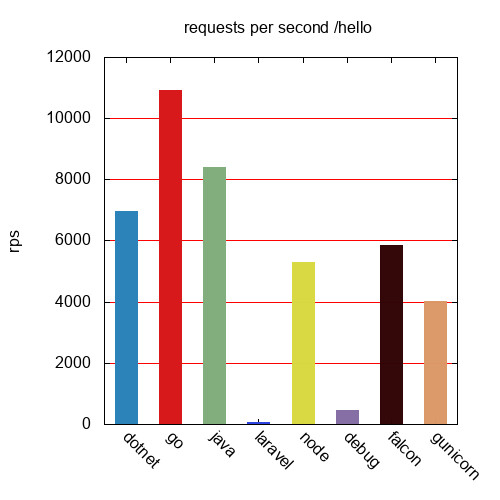 requests per second /hello
12000
10000
8000
6000
4000
2000
0
rps
dotnet
go
java
laravel
node
debug
falcon
gunicorn